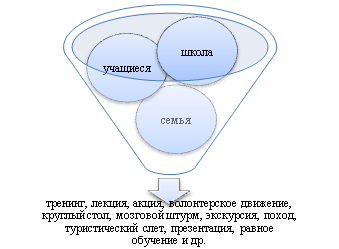 школа
учащиеся
семья
тренинг, лекция, акция, волонтерское движение,
круглый стол, мозговой штурм, экскурсия, поход,
туристический слет, презентация, равное
обучение и др.